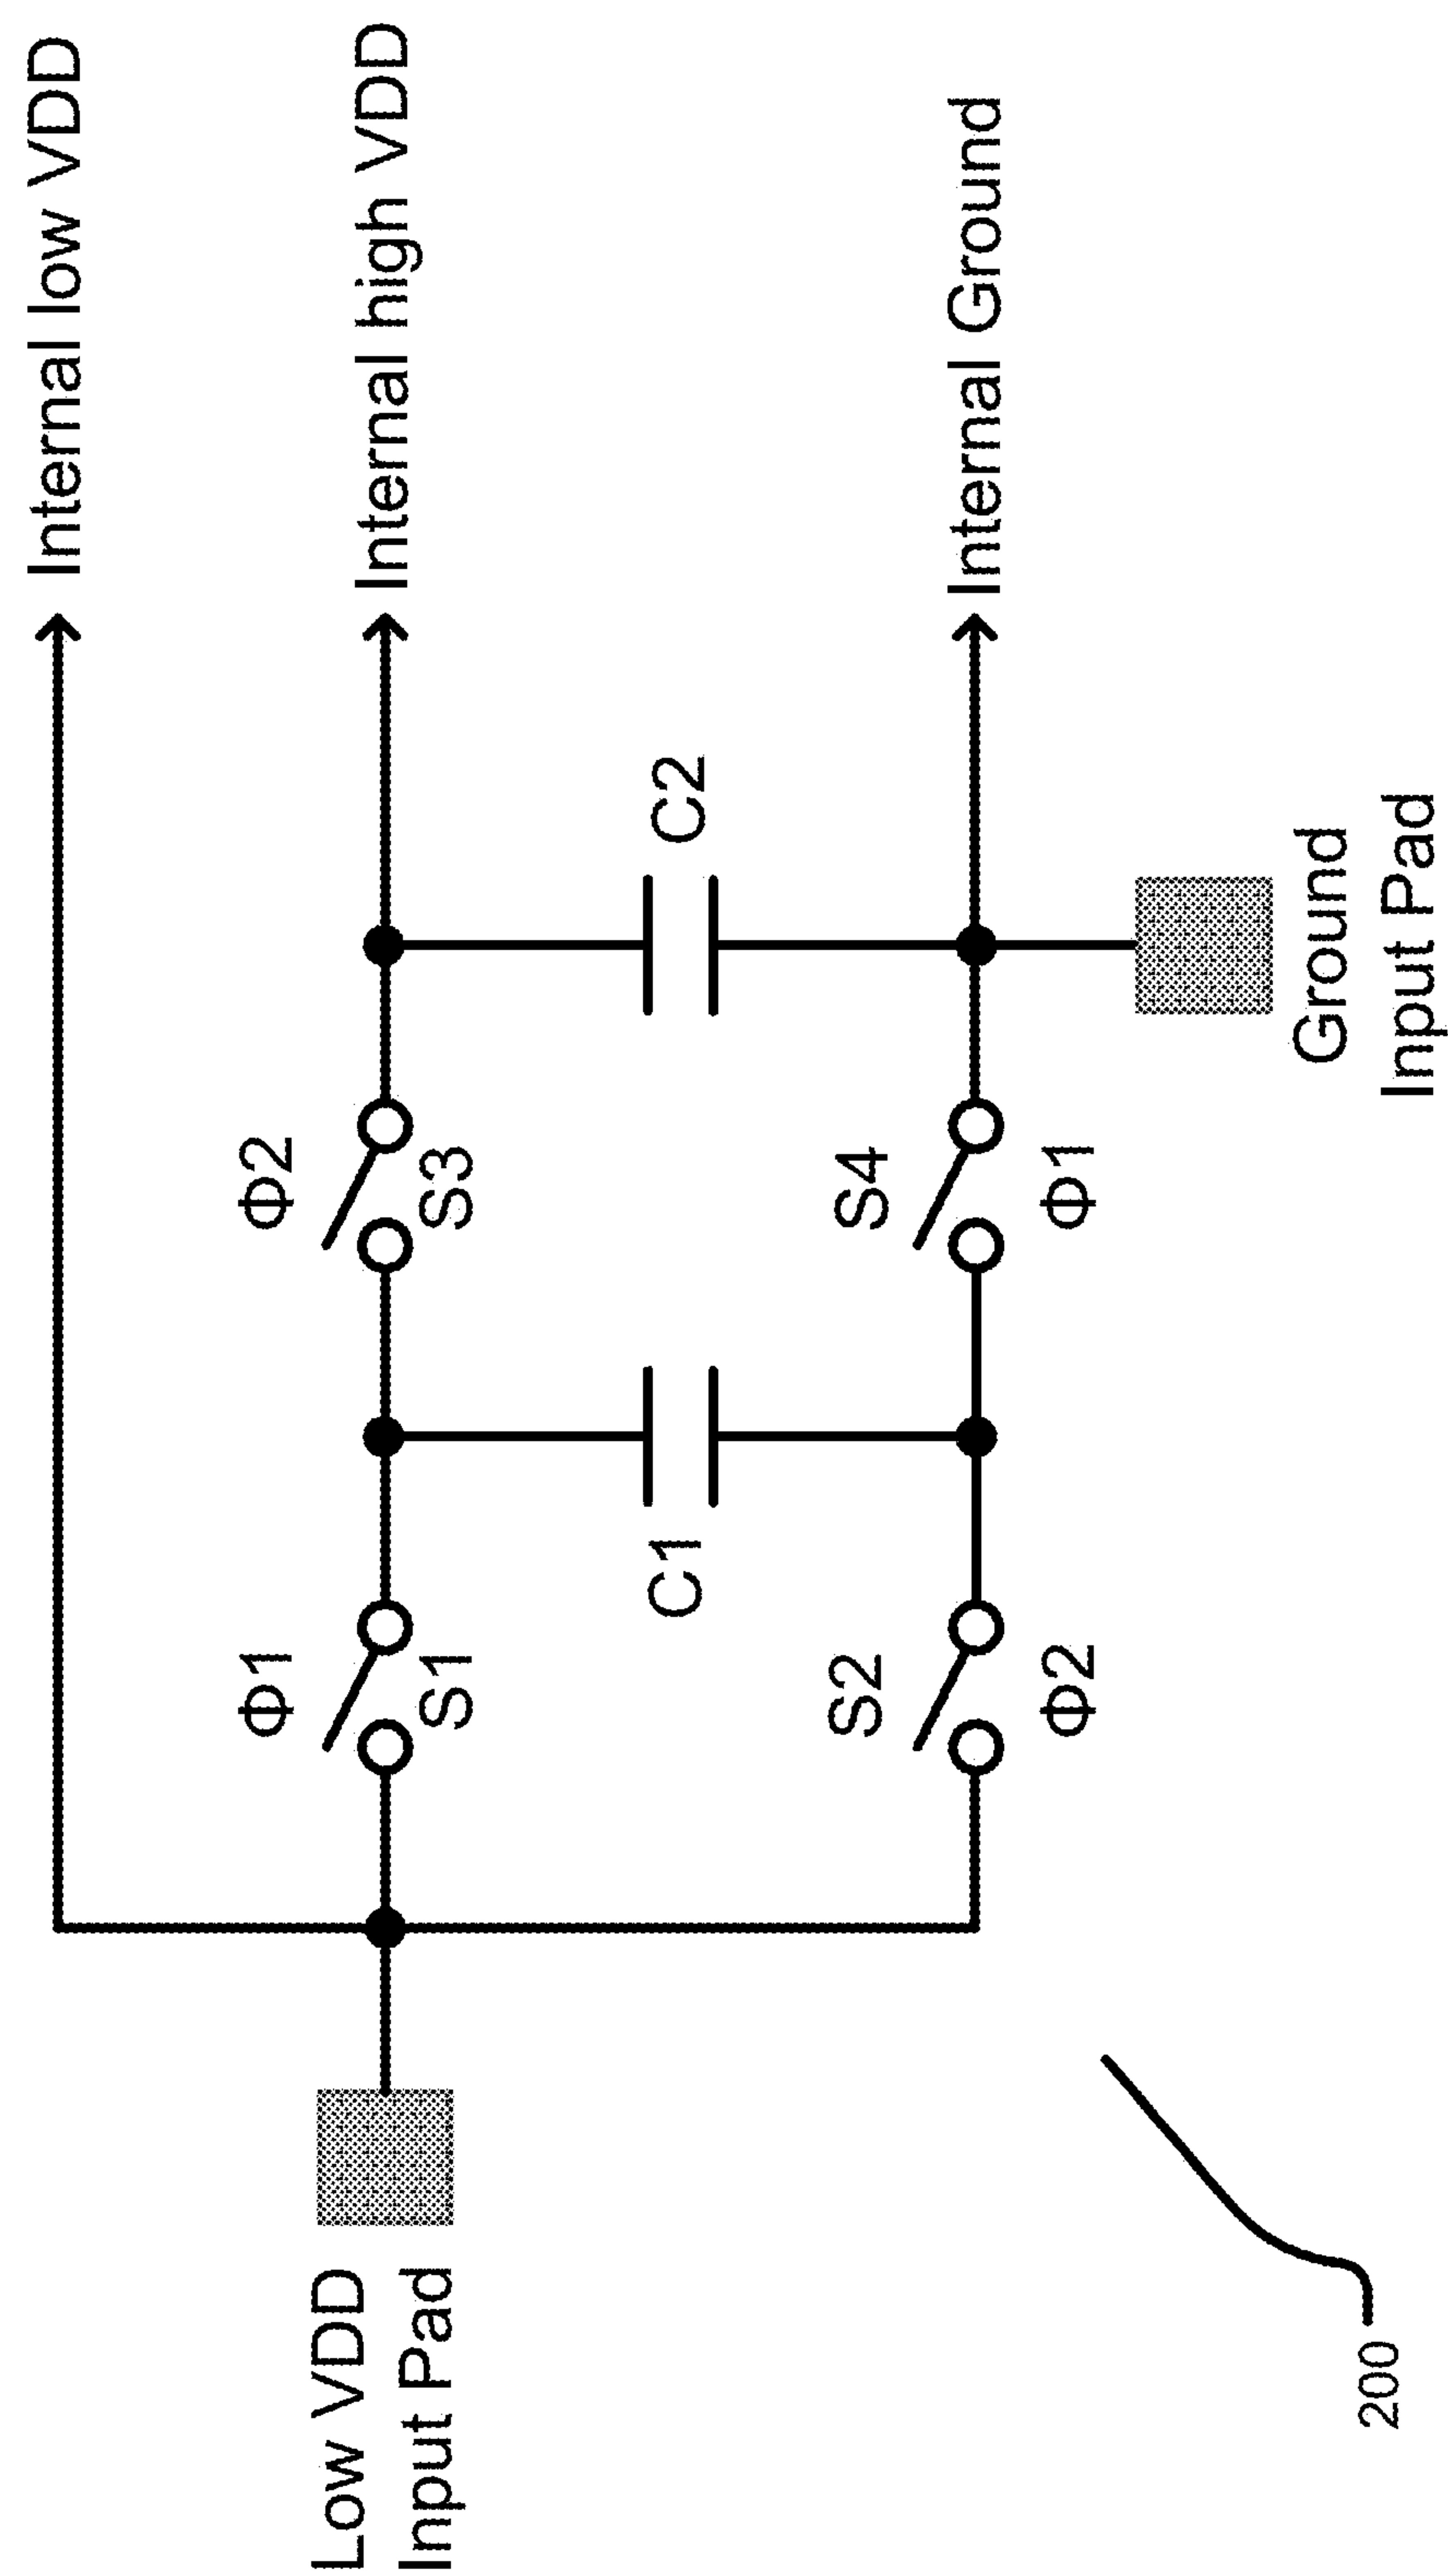 Internal low VDD
Φ1
Φ2
Internal high VDD
Low VDD
Input Pad
S1
S3
C1
C2
S2
S4
Internal Ground
Φ2
Φ1
Ground
Input Pad
200